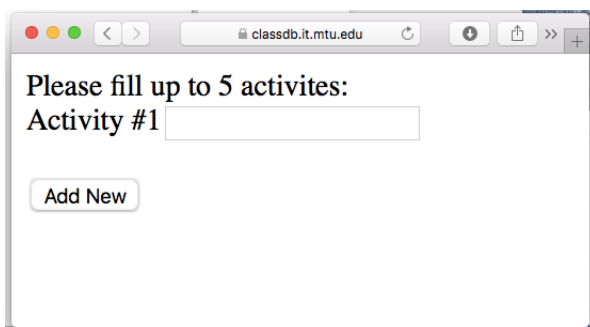 classdb.it.mtu.edu
Please fill up to 5 activites:
Activity #1
Add New